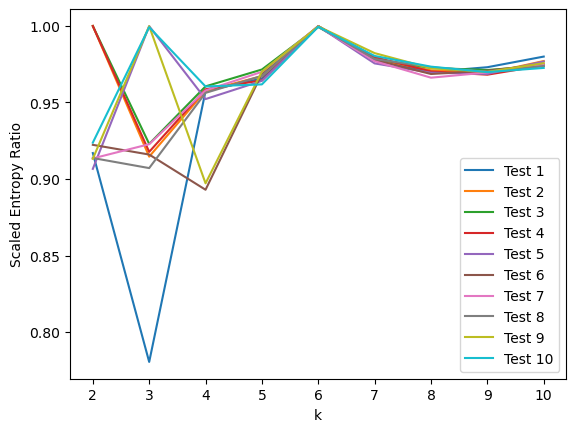 Scaled Entropy Ratio
1.00
0.95
0.90
0.85
0.80
2 3 4 5 6 7 8 9 10
k
Test 1
Test 2
Test 3
Test 4
Test 5
Test 6
Test 7
Test 8
Test 9
Test 10